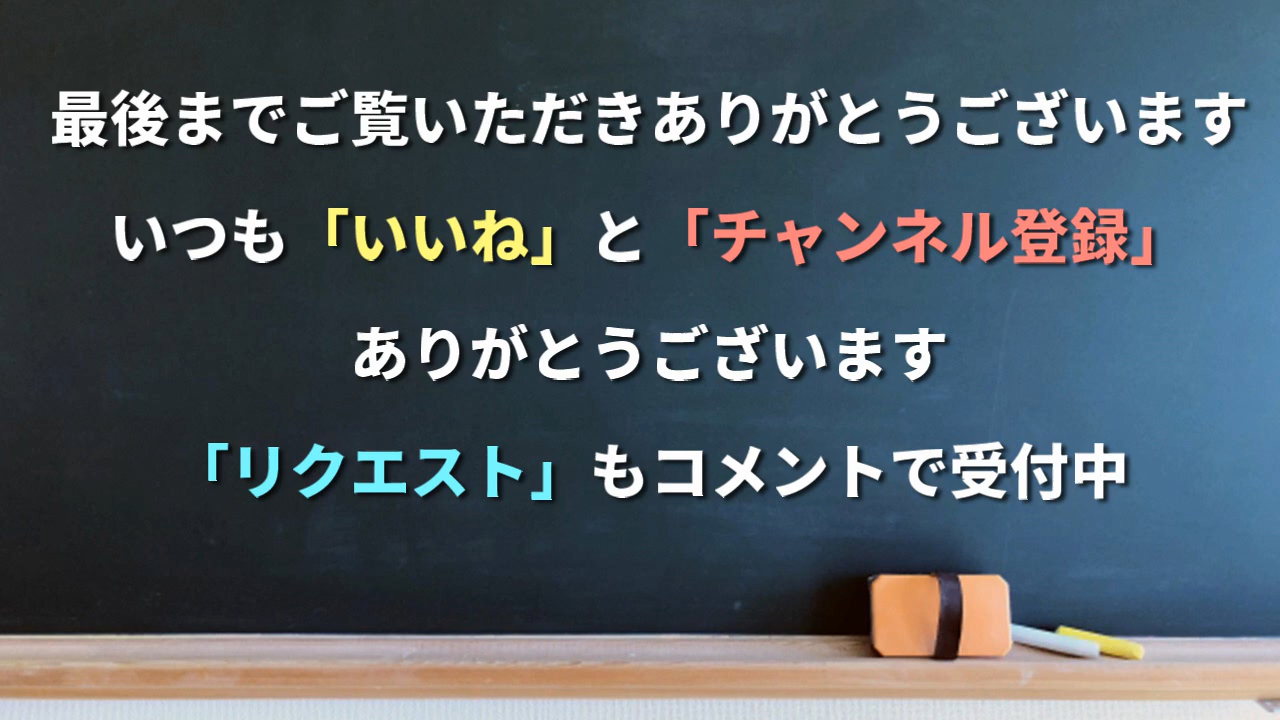 最後までご覧いただきありがとうございます
いつも「いいね」と「チャンネル登録」
ありがとうございます
「リクエスト」もコメントで受付中